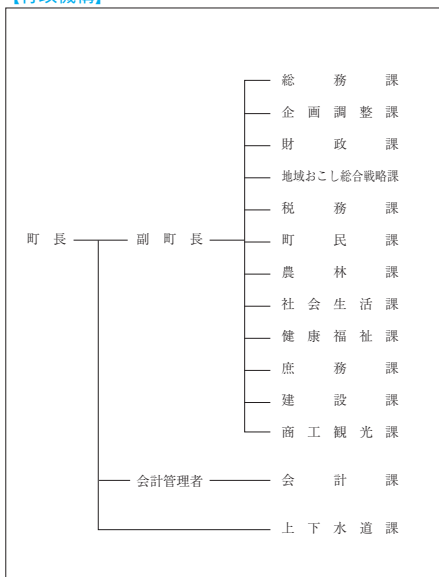 【行政機構】
総務課
企画調整課
財政課
地域おこし総合戦略課
税務課
町長 副町長 町民課
農林課
社会生活課
健康福祉課
庶務課
建設課
商工観光課
会計管理者 会計課
上下水道課